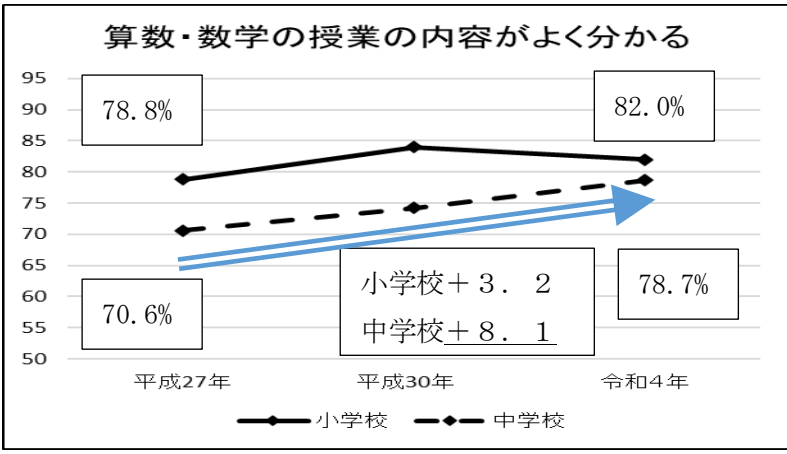 算数・数学の授業の内容がよく分かる
95
90
85
80
75
70
65
60
55
50
78.8%
82.0%
70.6%
小学校＋３．２
中学校＋８．１
78.7%
平成27年
平成30年
令和4年
小学校
中学校